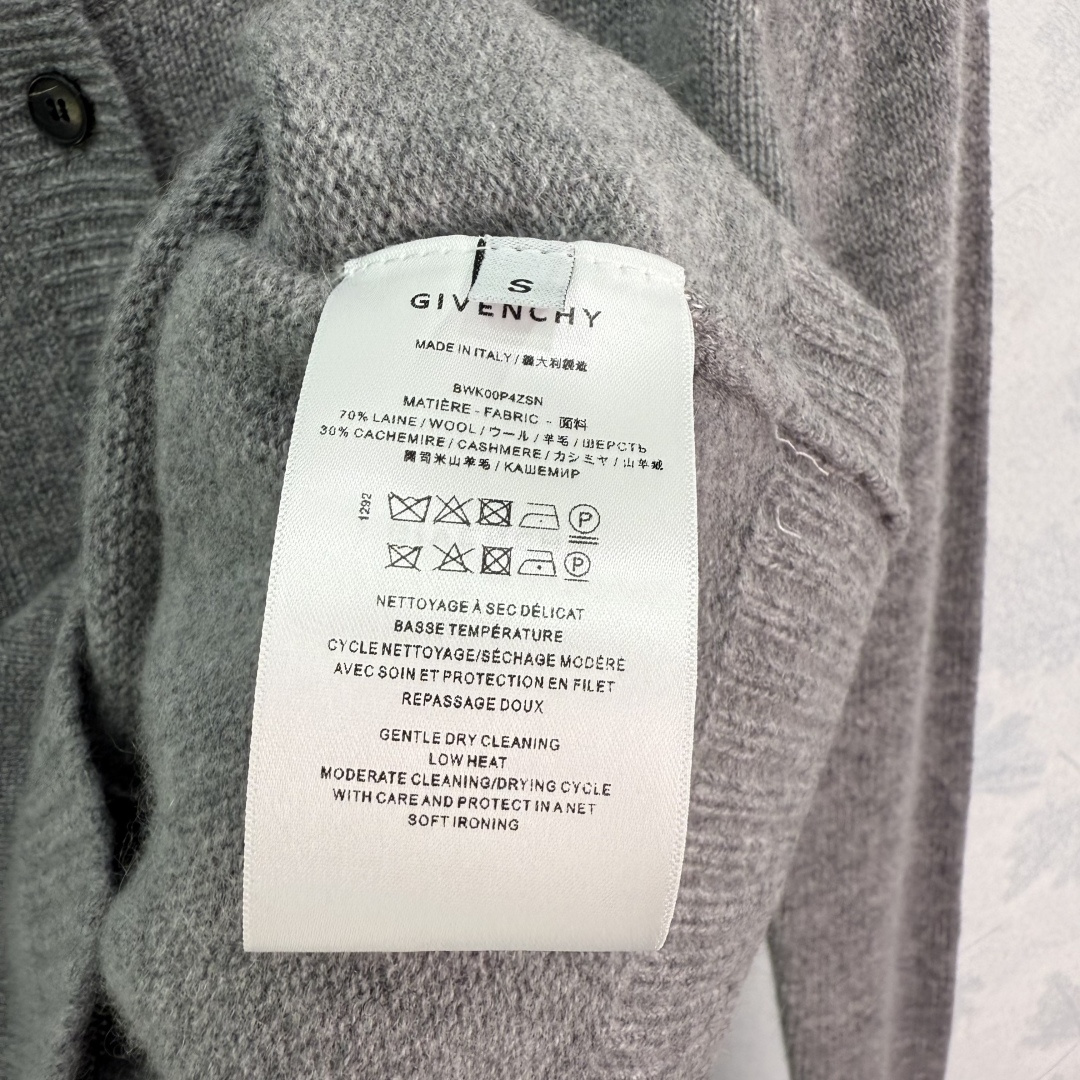 S
GIVENCHY
MADE IN ITALY / 義大利製造
BWK00P4ZSN
MATIÈRE - FABRIC - 面料
70% LAINE / WOOL / ウール / 羊毛 / ШЕРСТЬ
30% CACHEMIRE / CASHMERE / カシミヤ / 山羊绒
開司米山羊毛 / КАШЕМИР
1292
P
P
NETTOYAGE À SEC DÉLICAT
BASSE TEMPÉRATURE
CYCLE NETTOYAGE/SÉCHAGE MODÉRÉ
AVEC SOIN ET PROTECTION EN FILET
REPASSAGE DOUX
GENTLE DRY CLEANING
LOW HEAT
MODERATE CLEANING/DRYING CYCLE
WITH CARE AND PROTECT IN A NET
SOFT IRONING